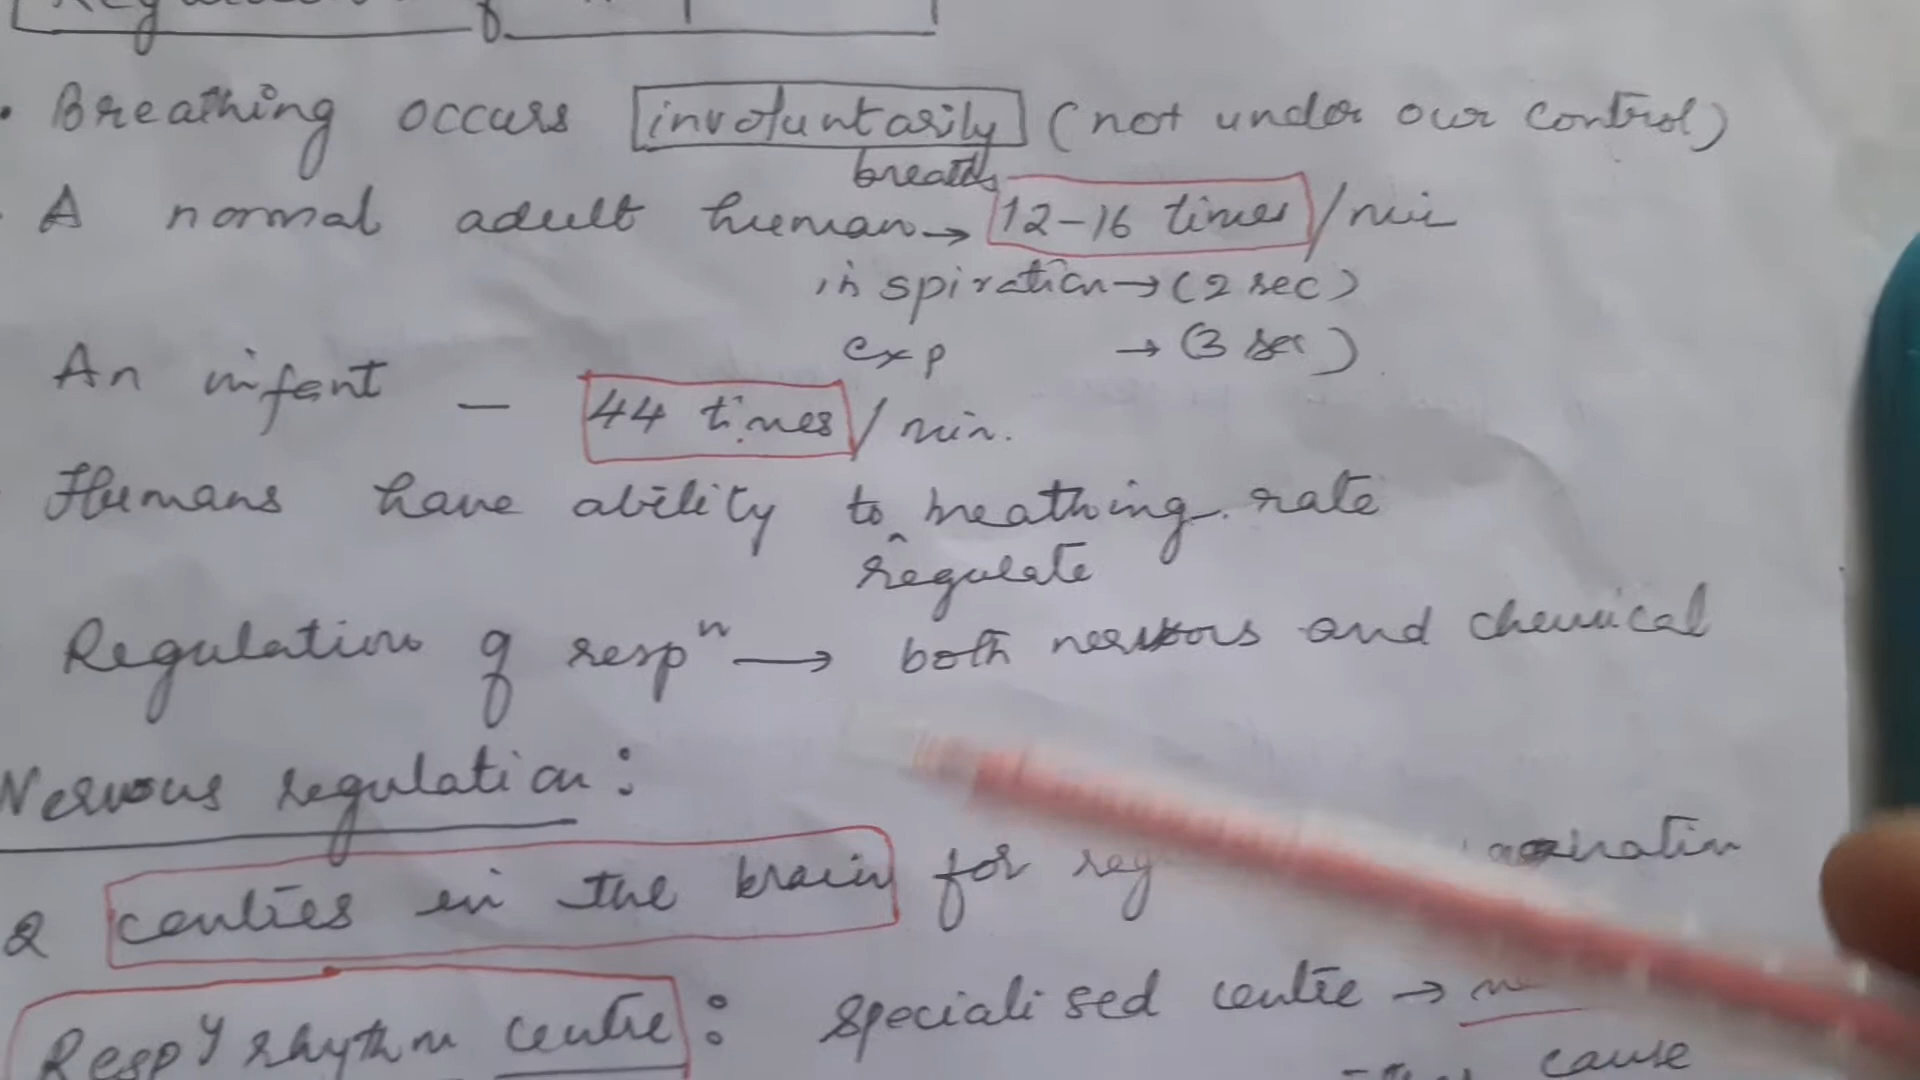 Regulation of
• Breathing occurs involuntarily (not under our control)
breaths
• A normal adult human → 12-16 times/min
inspiration → (2 sec)
exp → (3 sec)
An infant — 44 times/min.
Humans have ability to ^ breathing rate
regulate
Regulation of respⁿ → both nervous and chemical
Nervous regulation:
2 centres in the brain for
Respʸ rhythm centre: specialised centre →
cause